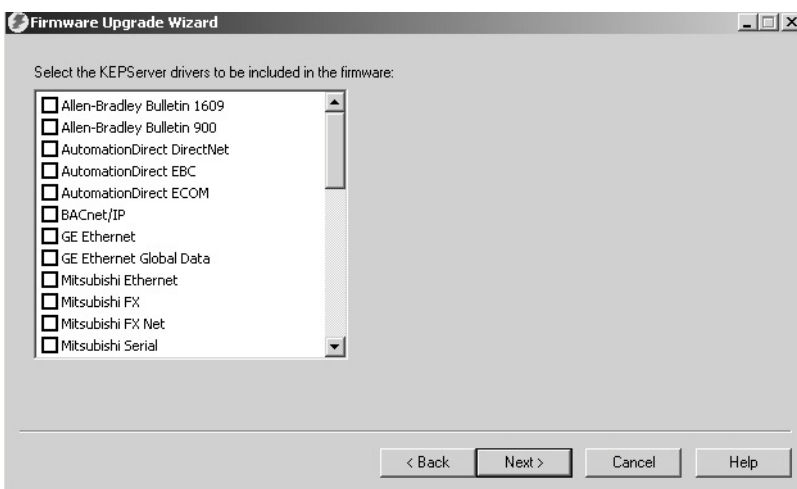 Firmware Upgrade Wizard
Select the KEPServer drivers to be included in the firmware:
Allen-Bradley Bulletin 1609
Allen-Bradley Bulletin 900
AutomationDirect DirectNet
AutomationDirect EBC
AutomationDirect ECOM
BACnet/IP
GE Ethernet
GE Ethernet Global Data
Mitsubishi Ethernet
Mitsubishi FX
Mitsubishi FX Net
Mitsubishi Serial
< Back Next > Cancel Help